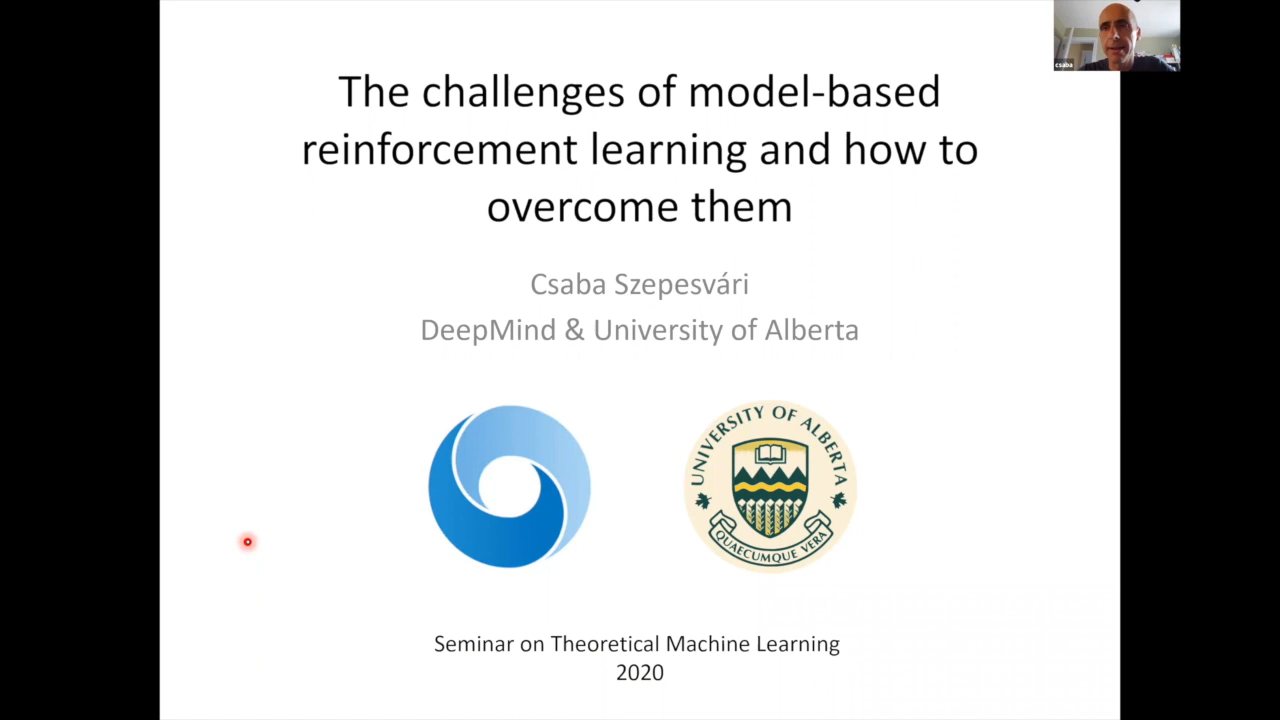 csaba
The challenges of model-based
reinforcement learning and how to
overcome them
Csaba Szepesvári
DeepMind & University of Alberta
UNIVERSITY OF ALBERTA
QUAECUMQUE VERA
Seminar on Theoretical Machine Learning
2020